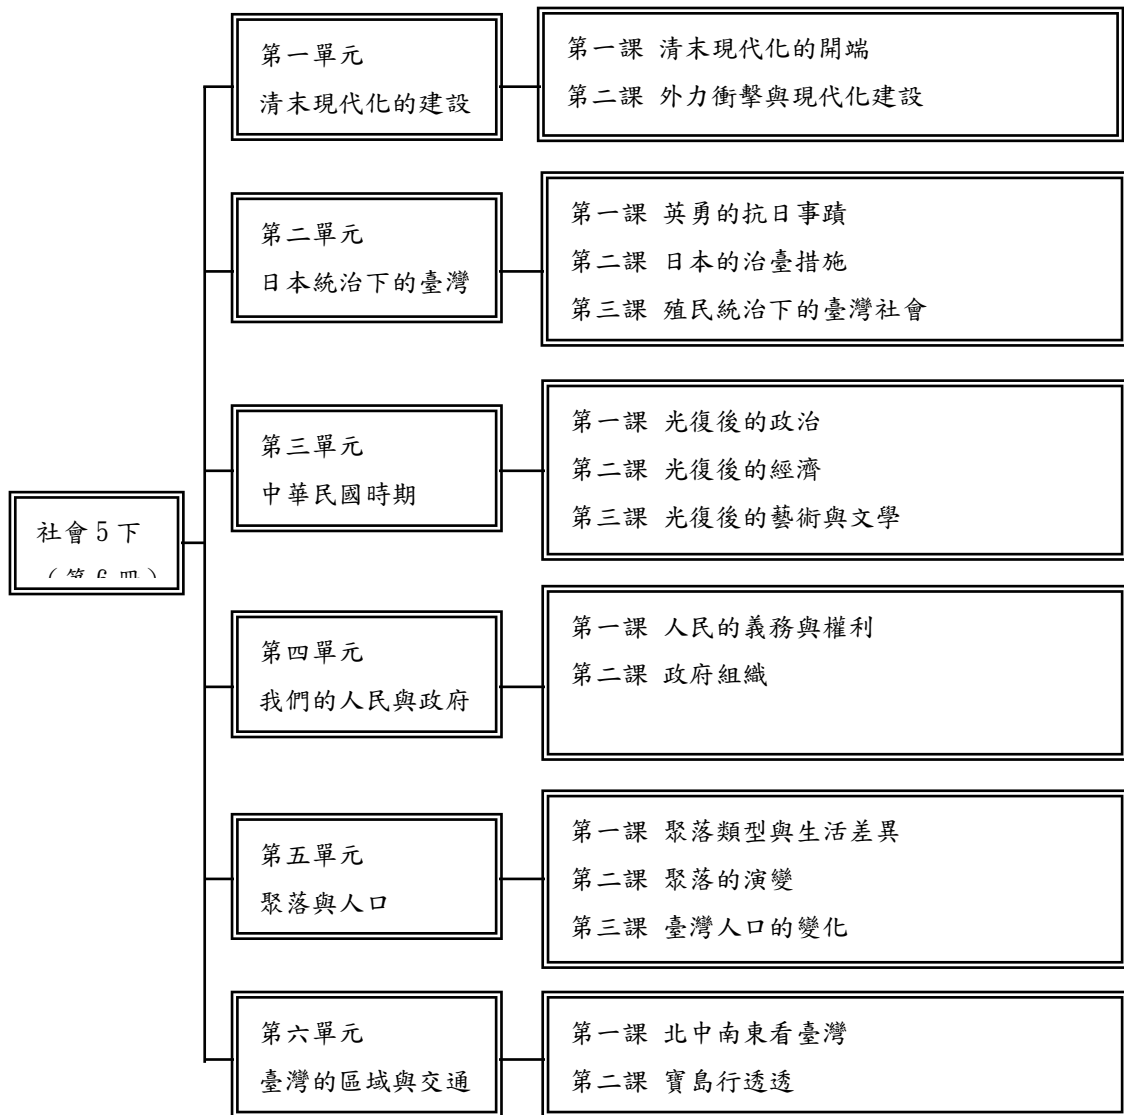 第一單元
清末現代化的建設
第一課 清末現代化的開端
第二課 外力衝擊與現代化建設
第二單元
日本統治下的臺灣
第一課 英勇的抗日事蹟
第二課 日本的治臺措施
第三課 殖民統治下的臺灣社會
第三單元
中華民國時期
第一課 光復後的政治
第二課 光復後的經濟
第三課 光復後的藝術與文學
社會5下
（第6冊）
第四單元
我們的人民與政府
第一課 人民的義務與權利
第二課 政府組織
第五單元
聚落與人口
第一課 聚落類型與生活差異
第二課 聚落的演變
第三課 臺灣人口的變化
第六單元
臺灣的區域與交通
第一課 北中南東看臺灣
第二課 寶島行透透